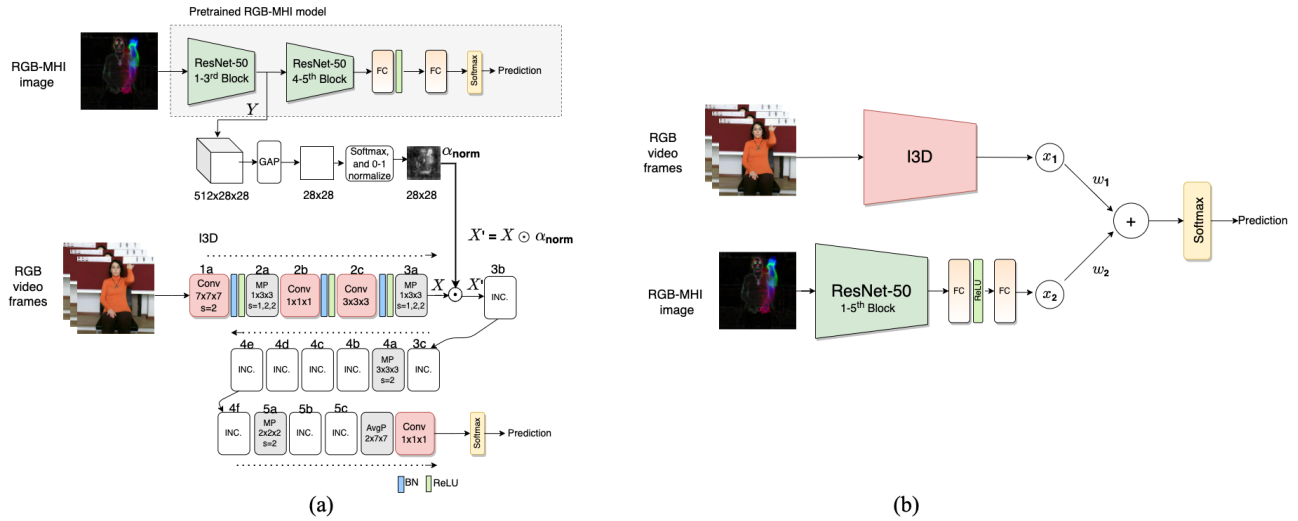 Pretrained RGB-MHI model
RGB-MHI
image
ResNet-50
1-3rd Block
ResNet-50
4-5th Block
FC
FC
Softmax
Prediction
Y
GAP
Softmax,
and 0-1
normalize
αnorm
512x28x28
28x28
28x28
X' = X ⊙ αnorm
RGB
video
frames
I3D
1a
Conv
7x7x7
s=2
2a
MP
1x3x3
s=1,2,2
2b
Conv
1x1x1
2c
Conv
3x3x3
3a
MP
1x3x3
s=1,2,2
X
X'
3b
INC.
4e
INC.
4d
INC.
4c
INC.
4b
INC.
4a
MP
3x3x3
s=2
3c
INC.
4f
INC.
5a
MP
2x2x2
s=2
5b
INC.
5c
INC.
AvgP
2x7x7
Conv
1x1x1
Softmax
Prediction
BN
ReLU
(a)
RGB
video
frames
I3D
x1
w1
+
Softmax
Prediction
RGB-MHI
image
ResNet-50
1-5th Block
FC
ReLU
FC
x2
w2
(b)